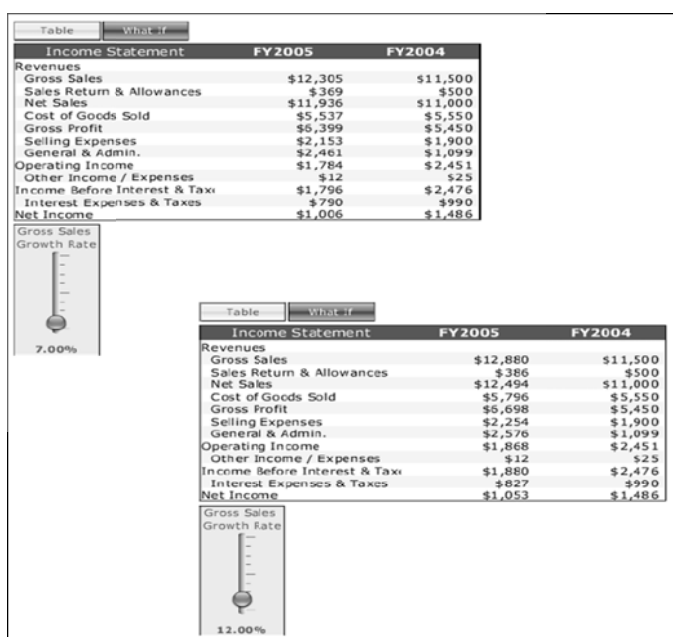 Table What If
Income Statement FY2005 FY2004
Revenues
Gross Sales $12,305 $11,500
Sales Return & Allowances $369 $500
Net Sales $11,936 $11,000
Cost of Goods Sold $5,537 $5,550
Gross Profit $6,399 $5,450
Selling Expenses $2,153 $1,900
General & Admin. $2,461 $1,099
Operating Income $1,784 $2,451
Other Income / Expenses $12 $25
Income Before Interest & Tax $1,796 $2,476
Interest Expenses & Taxes $790 $990
Net Income $1,006 $1,486
Gross Sales
Growth Rate
7.00%
Table What If
Income Statement FY2005 FY2004
Revenues
Gross Sales $12,880 $11,500
Sales Return & Allowances $386 $500
Net Sales $12,494 $11,000
Cost of Goods Sold $5,796 $5,550
Gross Profit $6,698 $5,450
Selling Expenses $2,254 $1,900
General & Admin. $2,576 $1,099
Operating Income $1,868 $2,451
Other Income / Expenses $12 $25
Income Before Interest & Tax $1,880 $2,476
Interest Expenses & Taxes $827 $990
Net Income $1,053 $1,486
Gross Sales
Growth Rate
12.00%